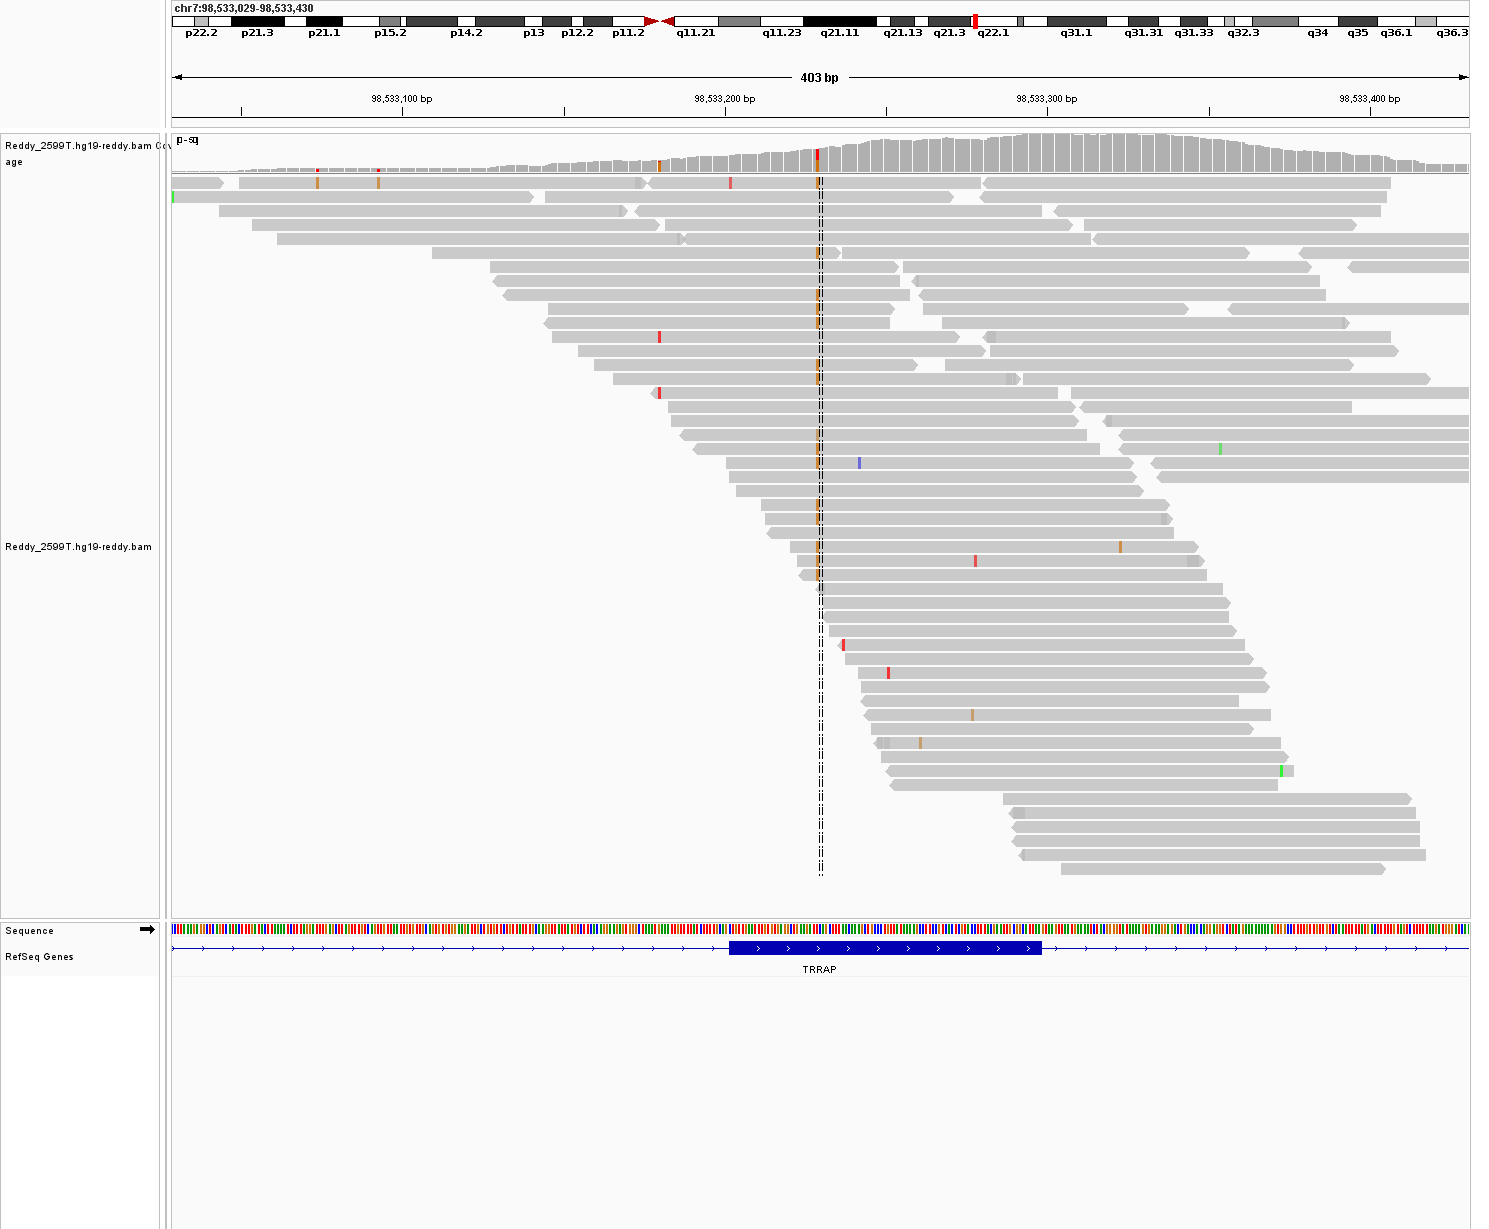 chr7:98,533,029-98,533,430
p22.2 p21.3 p21.1 p15.2 p14.2 p13 p12.2 p11.2 q11.21 q11.23 q21.11 q21.13 q21.3 q22.1 q31.1 q31.31 q31.33 q32.3 q34 q35 q36.1 q36.3
403 bp
98,533,100 bp 98,533,200 bp 98,533,300 bp 98,533,400 bp
Reddy_2599T.hg19-reddy.bam Cov
age
Reddy_2599T.hg19-reddy.bam
Sequence
RefSeq Genes
TRRAP